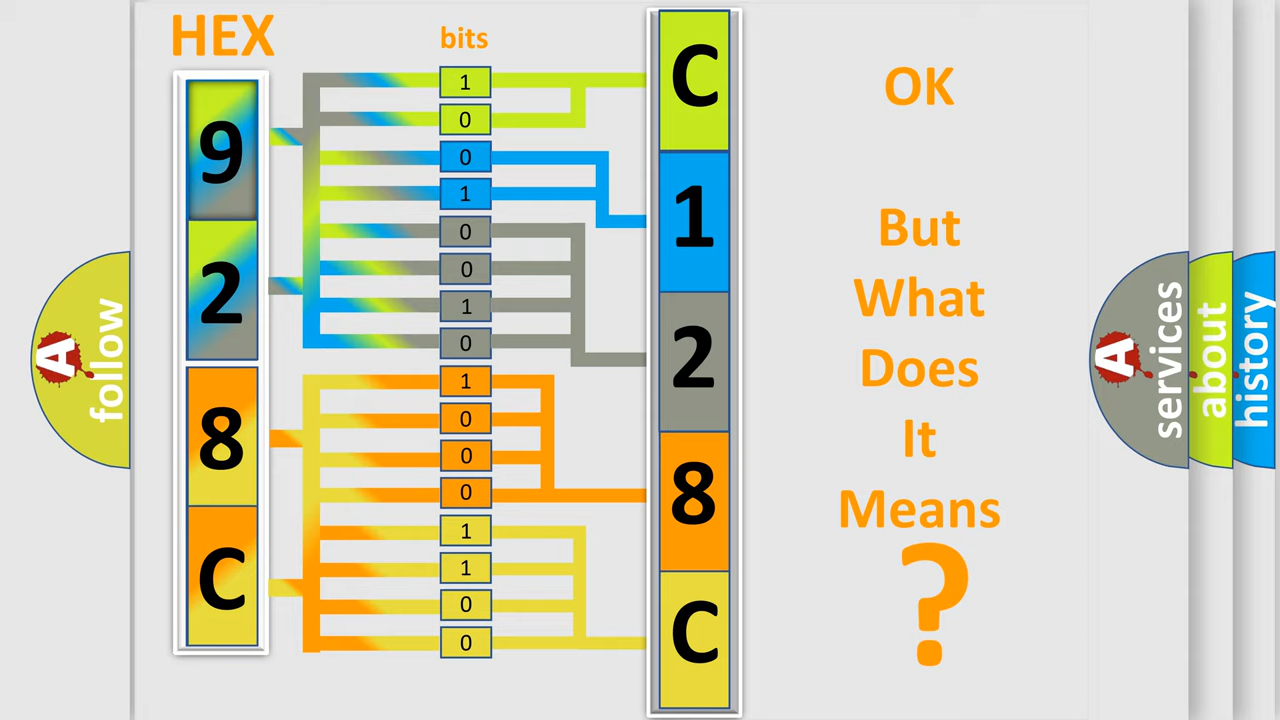 HEX
bits
9
2
8
C
1
0
0
1
0
0
1
0
1
0
0
0
1
1
0
0
C
1
2
8
C
OK
But
What
Does
It
Means
?
A
follow
A
services
about
history